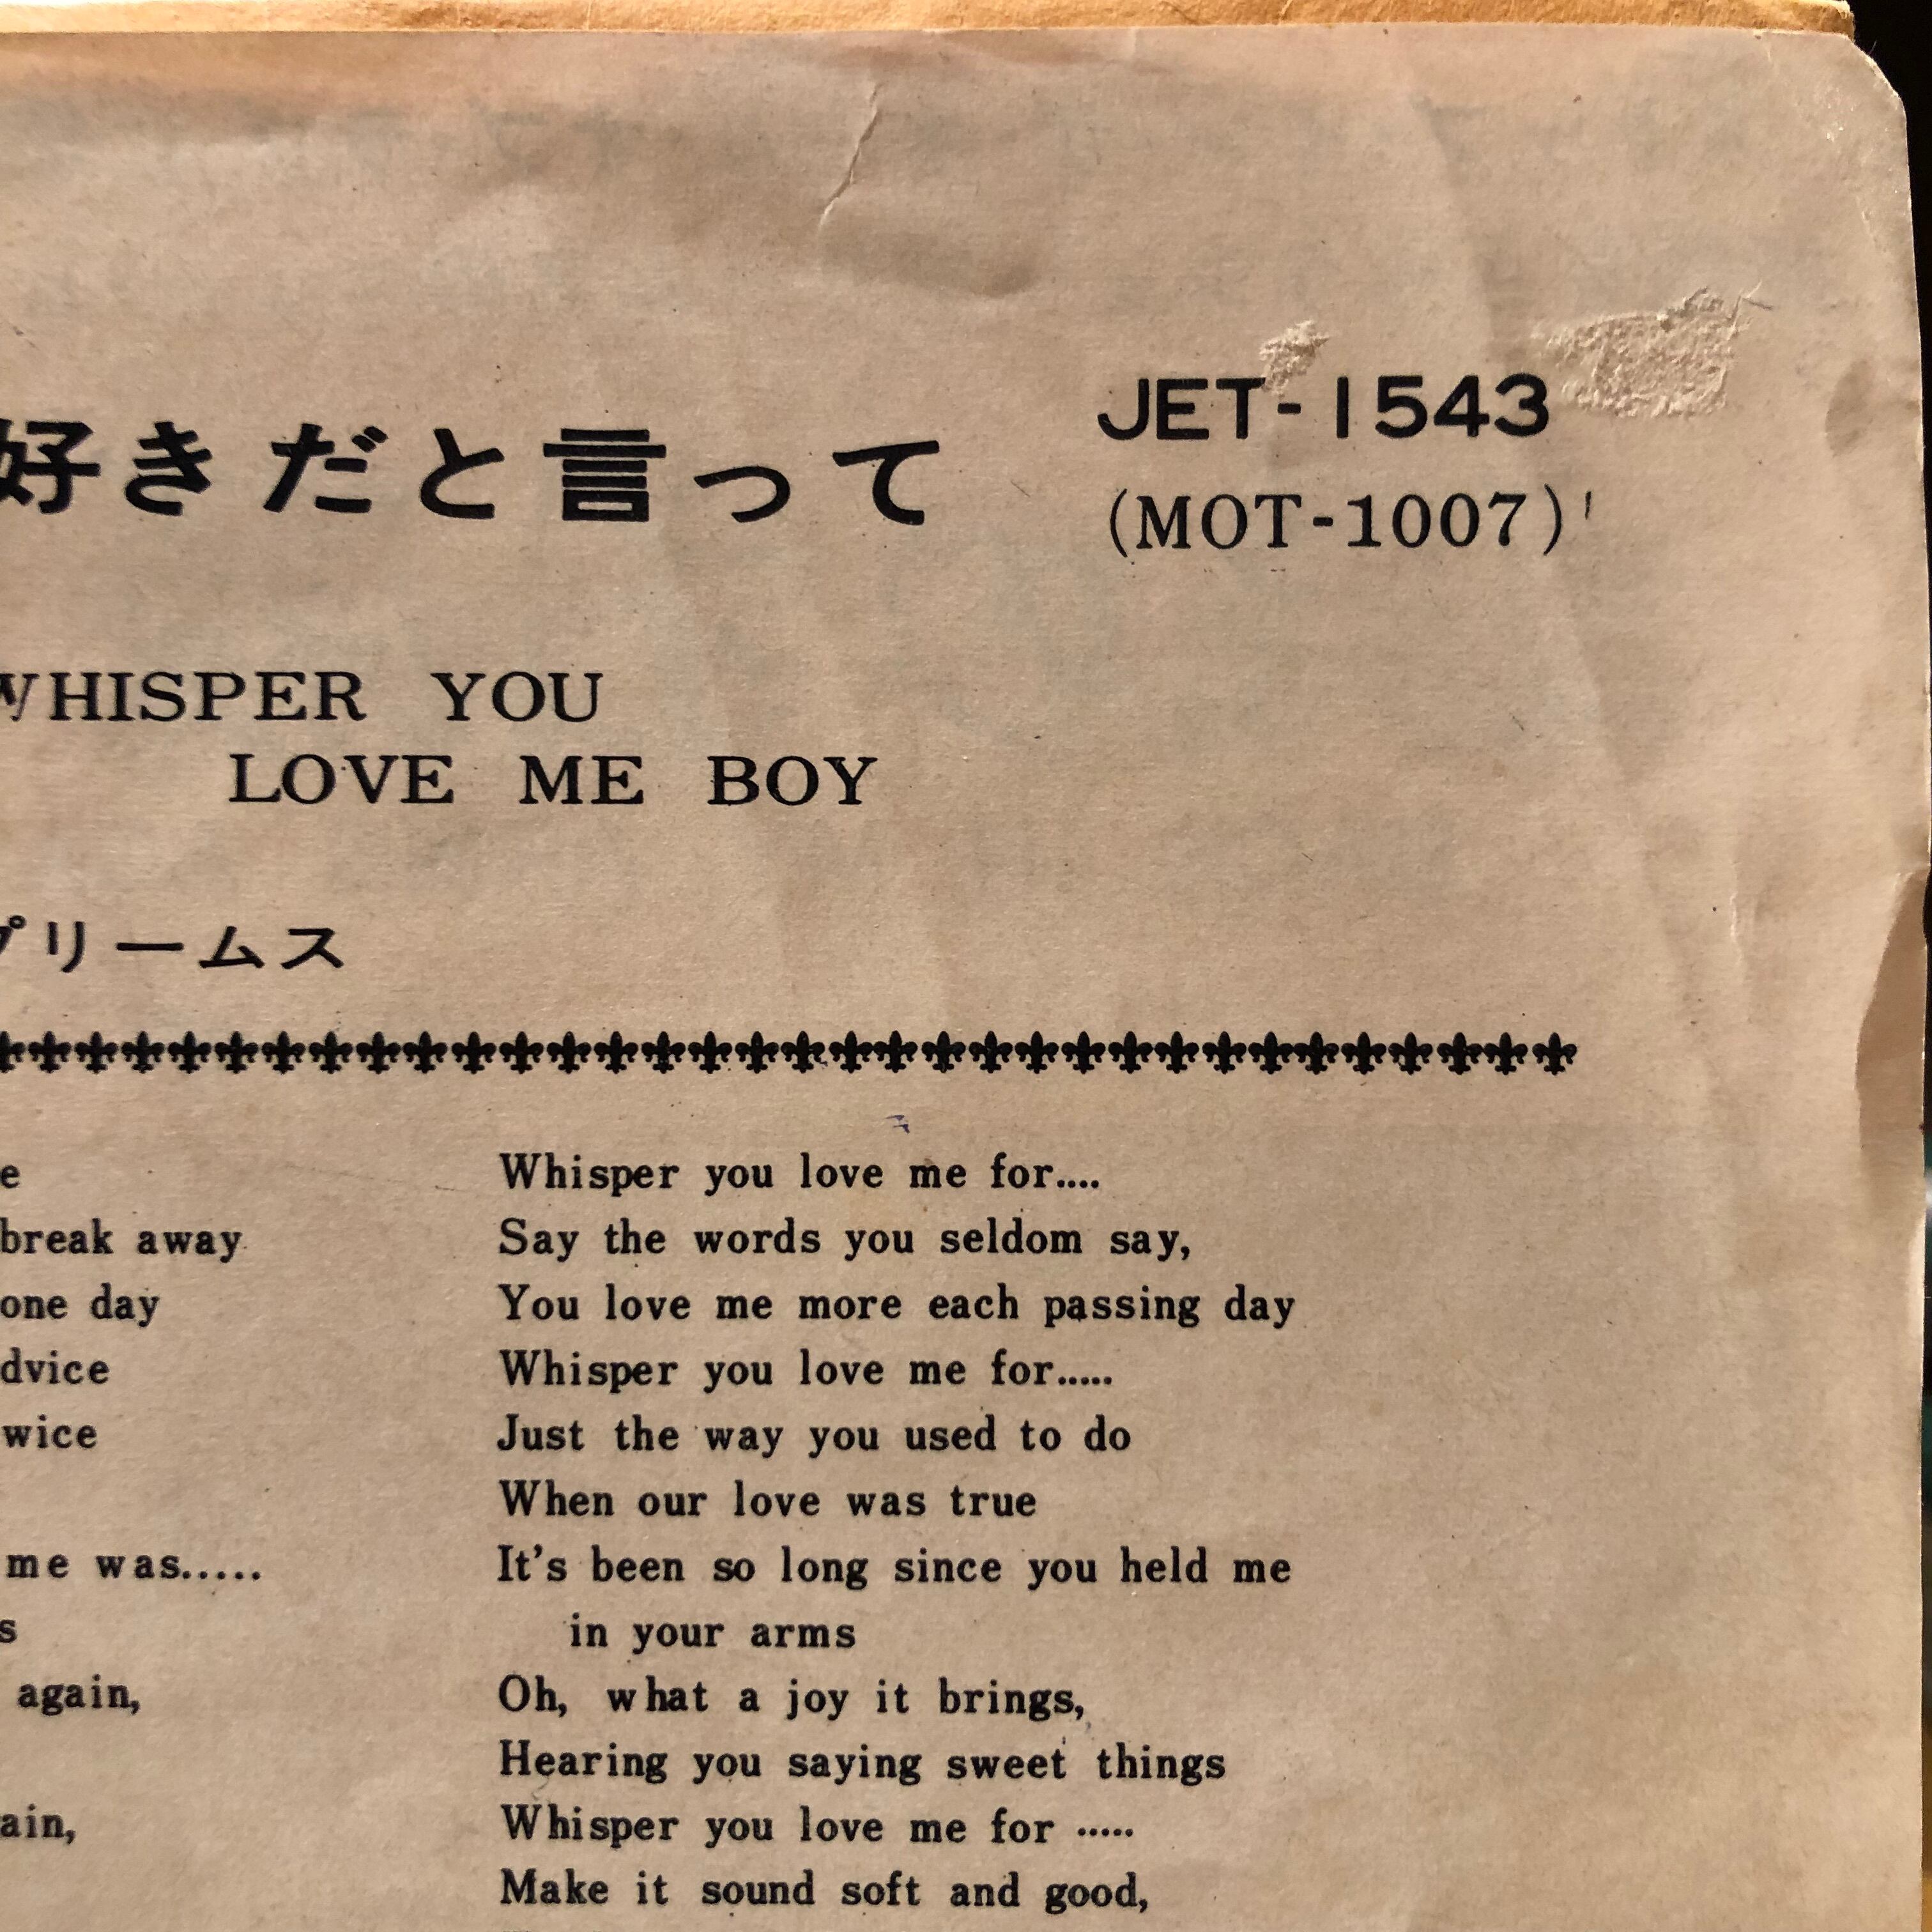 好きだと言って
JET-1543
(MOT-1007)
WHISPER YOU
LOVE ME BOY
プリームス
Whisper you love me for....
Say the words you seldom say,
You love me more each passing day
Whisper you love me for.....
Just the way you used to do
When our love was true
It's been so long since you held me
in your arms
Oh, what a joy it brings,
Hearing you saying sweet things
Whisper you love me for .....
Make it sound soft and good,
break away
one day
dvice
wice
me was.....
again,
ain,